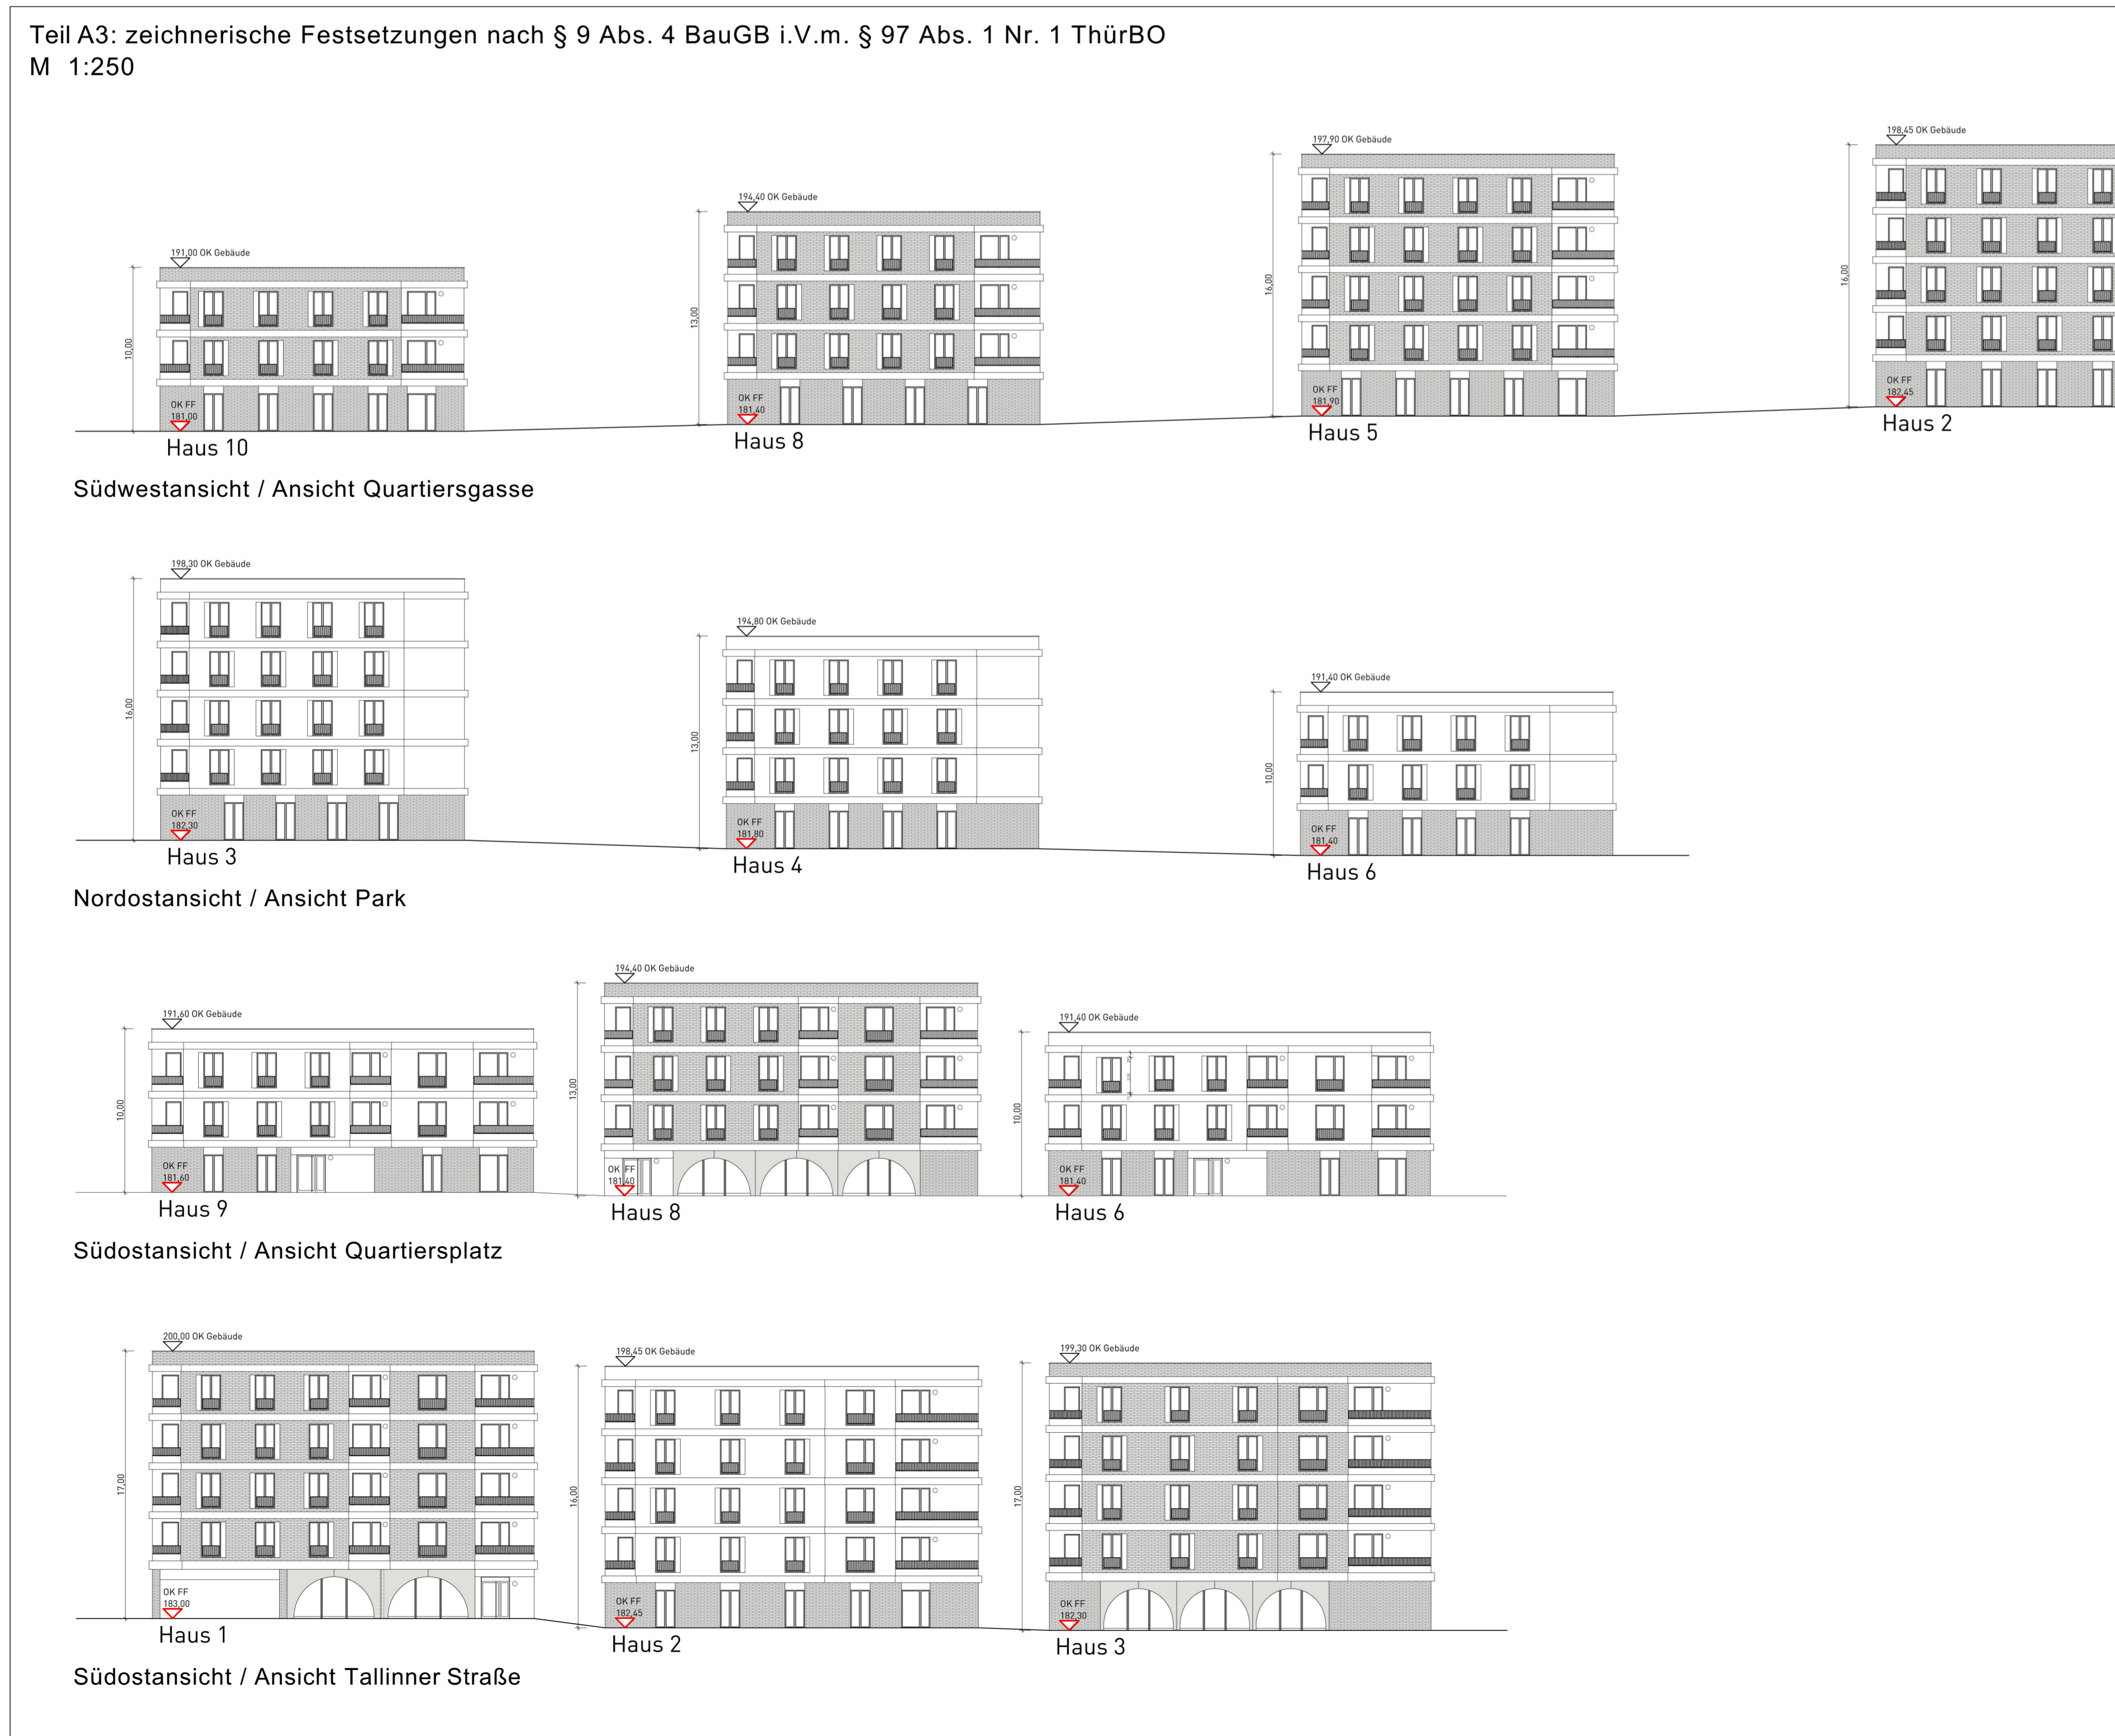 Teil A3: zeichnerische Festsetzungen nach § 9 Abs. 4 BauGB i.V.m. § 97 Abs. 1 Nr. 1 ThürBO
M 1:250
191,00 OK Gebäude
10,00
OK FF
181,00
Haus 10
194,40 OK Gebäude
13,00
OK FF
181,40
Haus 8
197,90 OK Gebäude
16,00
OK FF
181,90
Haus 5
198,45 OK Gebäude
16,00
OK FF
182,45
Haus 2
Südwestansicht / Ansicht Quartiersgasse
198,30 OK Gebäude
16,00
OK FF
182,30
Haus 3
194,80 OK Gebäude
13,00
OK FF
181,80
Haus 4
191,40 OK Gebäude
10,00
OK FF
181,40
Haus 6
Nordostansicht / Ansicht Park
191,60 OK Gebäude
10,00
OK FF
181,60
Haus 9
194,40 OK Gebäude
13,00
OK FF
181,40
Haus 8
191,40 OK Gebäude
10,00
OK FF
181,40
Haus 6
Südostansicht / Ansicht Quartiersplatz
200,00 OK Gebäude
17,00
OK FF
183,00
Haus 1
198,45 OK Gebäude
16,00
OK FF
182,45
Haus 2
199,30 OK Gebäude
17,00
OK FF
182,30
Haus 3
Südostansicht / Ansicht Tallinner Straße